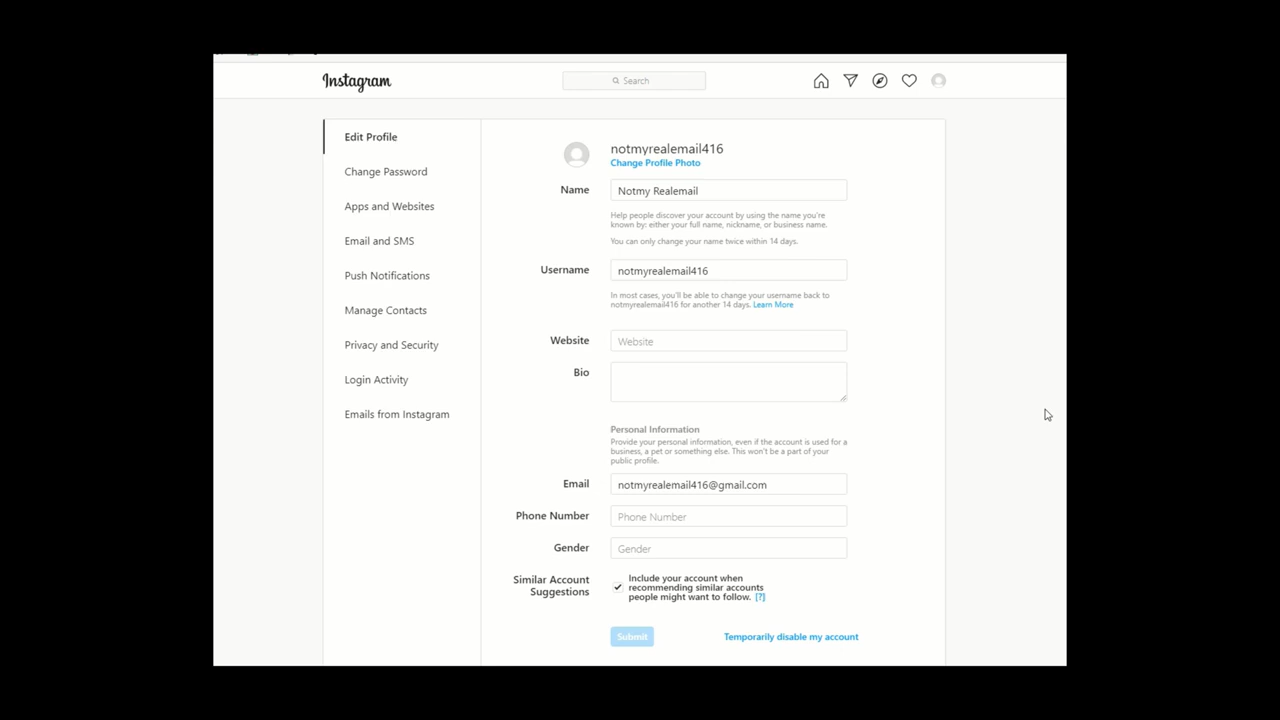 Instagram
Search
Edit Profile
Change Password
Apps and Websites
Email and SMS
Push Notifications
Manage Contacts
Privacy and Security
Login Activity
Emails from Instagram
notmyrealemail416
Change Profile Photo
Name
Notmy Realemail
Help people discover your account by using the name you're
known by: either your full name, nickname, or business name.
You can only change your name twice within 14 days.
Username
notmyrealemail416
In most cases, you'll be able to change your username back to
notmyrealemail416 for another 14 days. Learn More
Website
Website
Bio
Personal Information
Provide your personal information, even if the account is used for a
business, a pet or something else. This won't be a part of your
public profile.
Email
notmyrealemail416@gmail.com
Phone Number
Phone Number
Gender
Gender
Similar Account
Suggestions
Include your account when
recommending similar accounts
people might want to follow. [?]
Submit
Temporarily disable my account